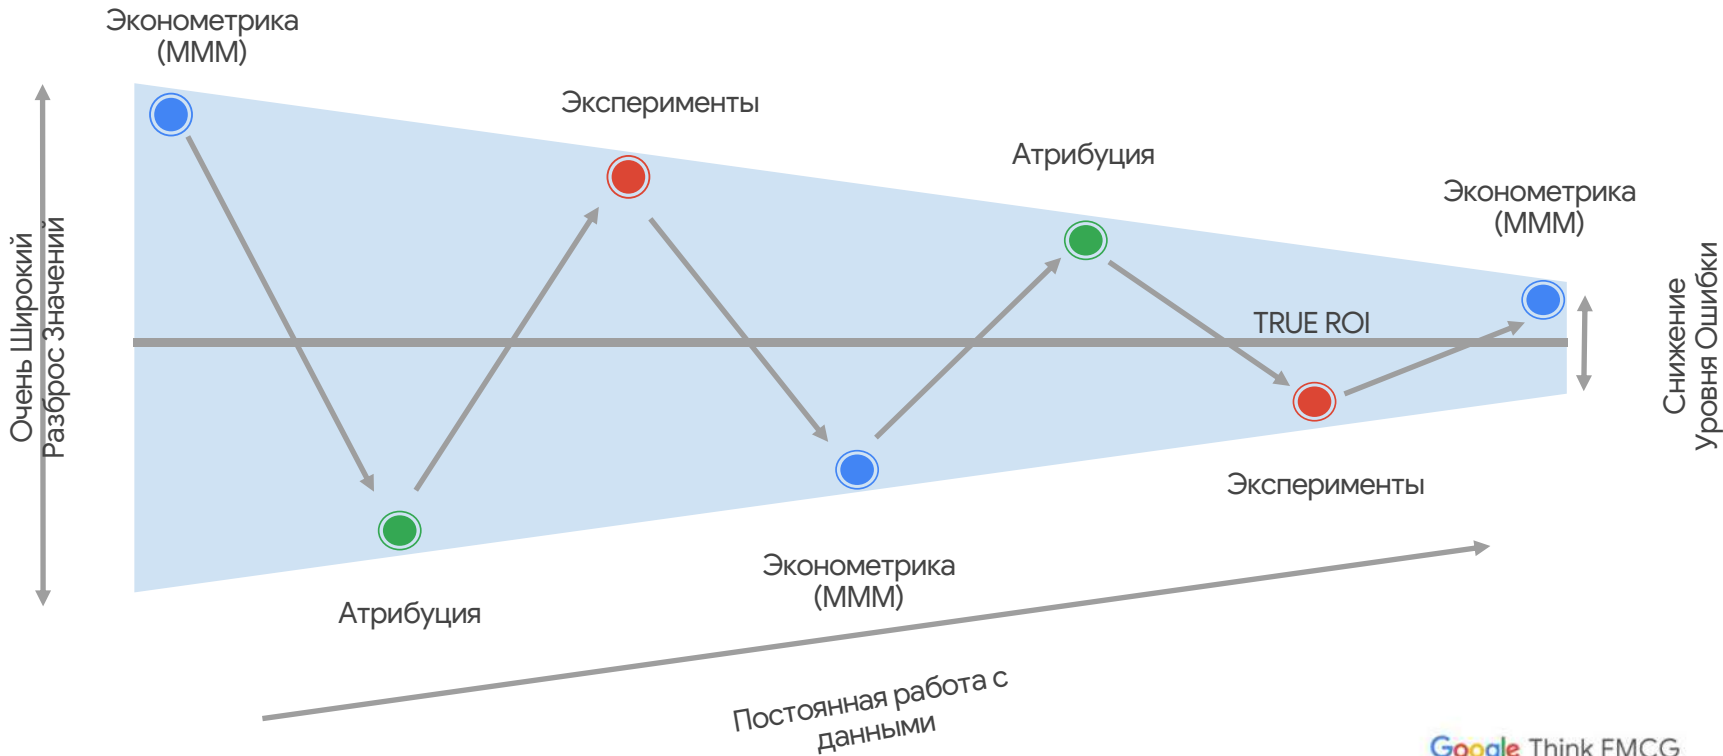 Эконометрика
(МММ)
Эксперименты
Атрибуция
Эконометрика
(МММ)
Очень Широкий
Разброс Значений
TRUE ROI
Снижение
Уровня Ошибки
Эксперименты
Эконометрика
(МММ)
Атрибуция
Постоянная работа с
данными
Google Think FMCG